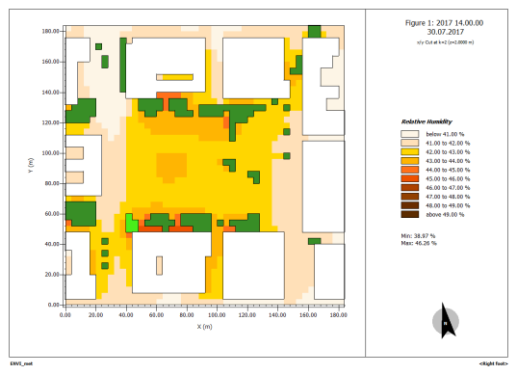 Figure 1: 2017 14.00.00
30.07.2017
x/y Cut at k=2 (z=2.0000 m)
180.00
160.00
140.00
120.00
100.00
80.00
60.00
40.00
20.00
0.00
Y (m)
0.00 20.00 40.00 60.00 80.00 100.00 120.00 140.00 160.00 180.00
X (m)
Relative Humidity
below 41.00 %
41.00 to 42.00 %
42.00 to 43.00 %
43.00 to 44.00 %
44.00 to 45.00 %
45.00 to 46.00 %
46.00 to 47.00 %
47.00 to 48.00 %
48.00 to 49.00 %
above 49.00 %
Min: 38.97 %
Max: 46.26 %
<Right foot>